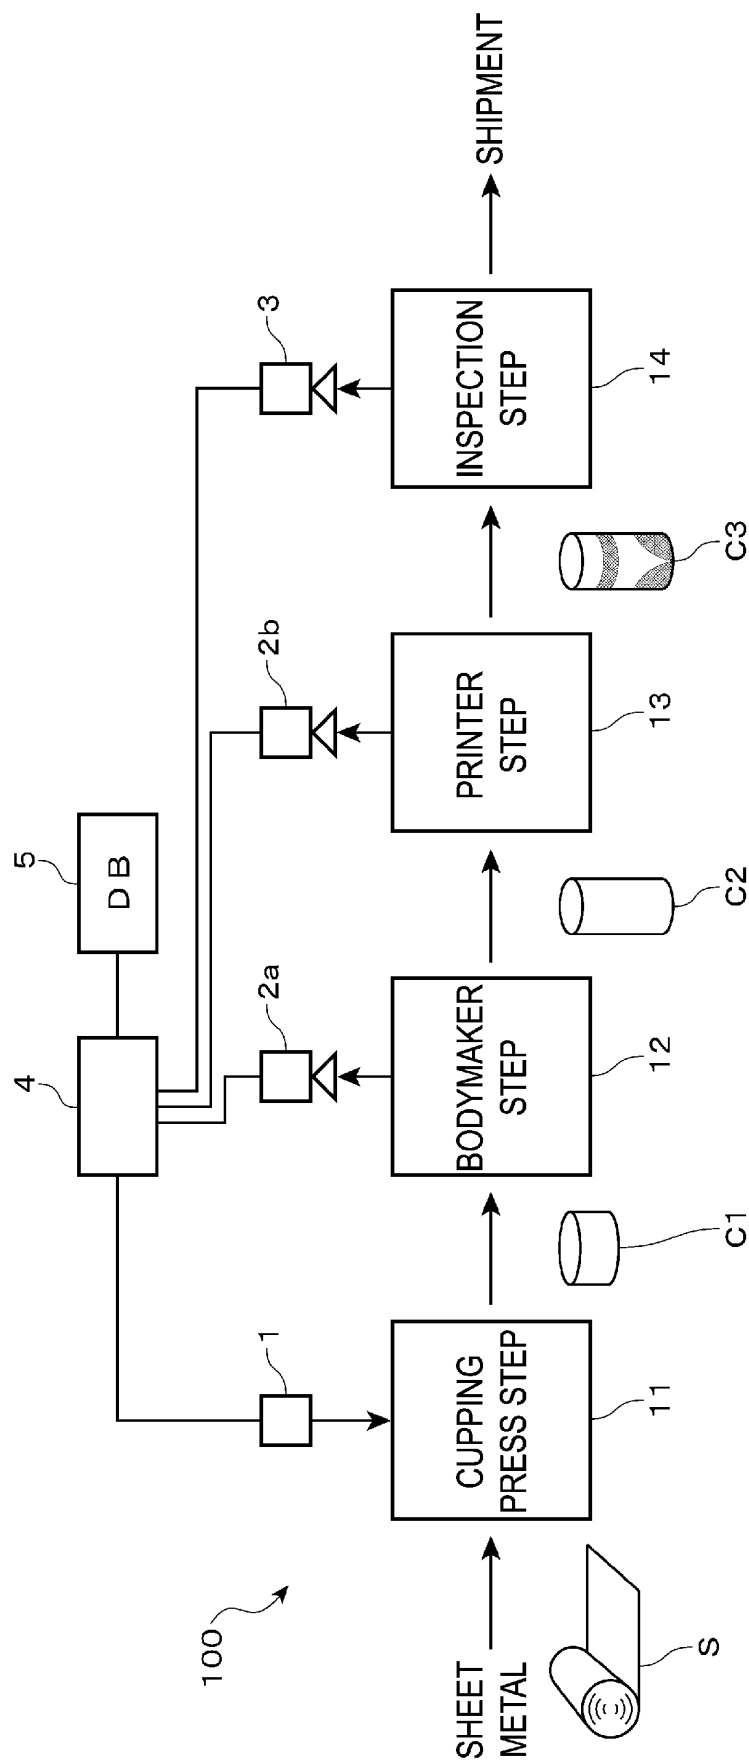 100
SHEET
METAL
S
CUPPING
PRESS STEP
11
1
C1
4
5
DB
BODYMAKER
STEP
12
2a
C2
PRINTER
STEP
13
2b
C3
INSPECTION
STEP
14
3
SHIPMENT